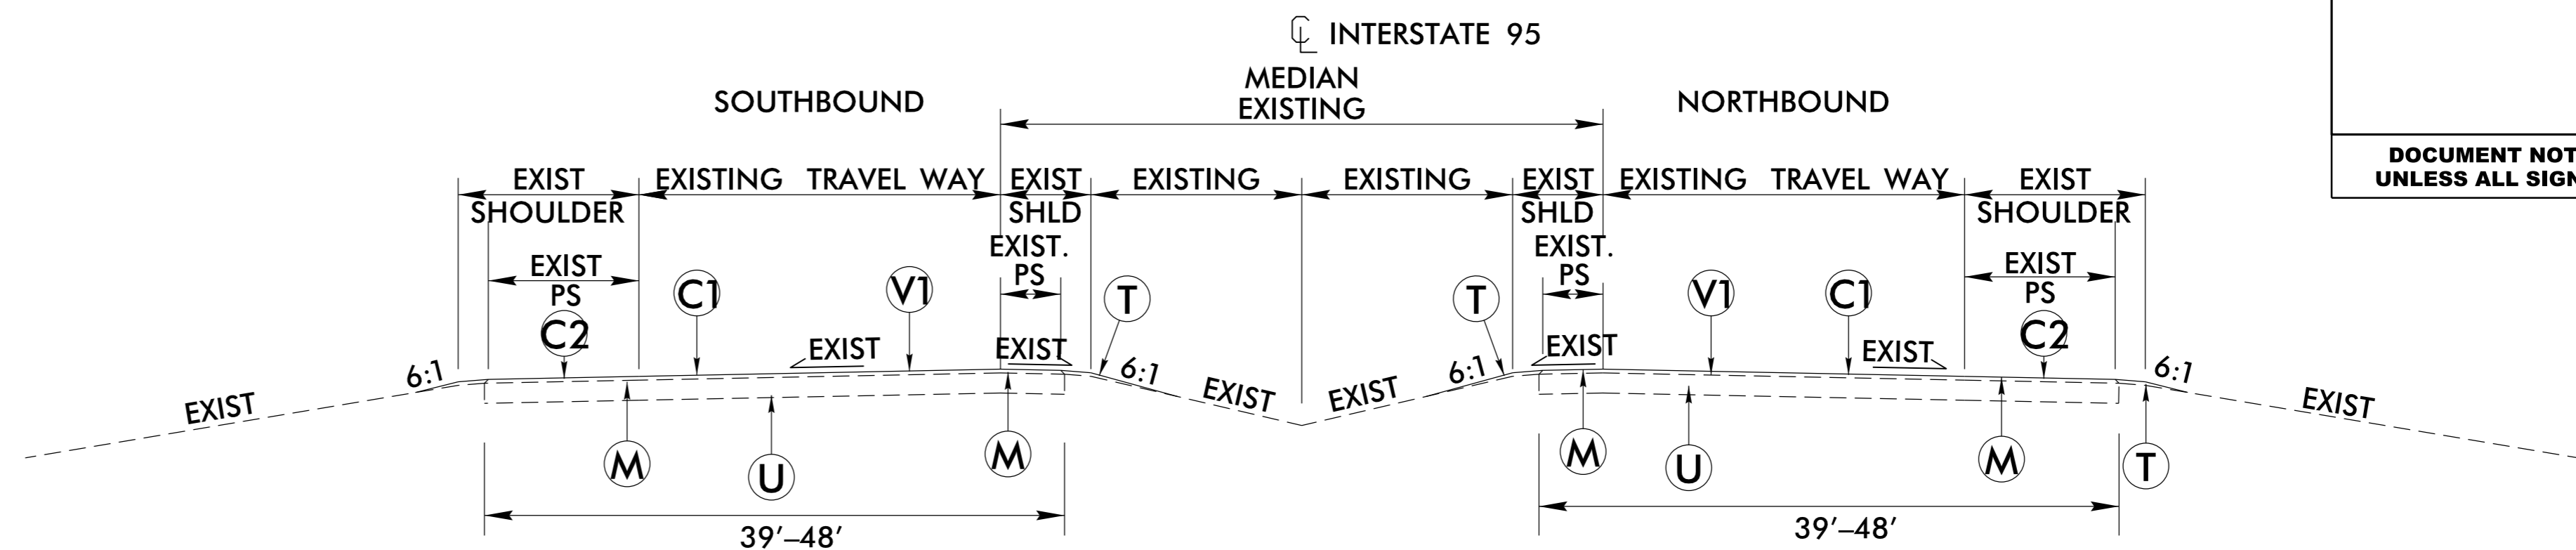 ℄ INTERSTATE 95
MEDIAN
EXISTING
SOUTHBOUND
NORTHBOUND
DOCUMENT NOT
UNLESS ALL SIGN
EXIST
SHOULDER
EXISTING TRAVEL WAY
EXIST
SHLD
EXISTING
EXISTING
EXIST
SHLD
EXISTING TRAVEL WAY
EXIST
SHOULDER
EXIST
PS
EXIST.
PS
EXIST.
PS
EXIST
PS
C2
C1
V1
T
T
V1
C1
C2
EXIST
6:1
EXIST
EXIST
6:1
EXIST
EXIST
6:1
EXIST
EXIST
6:1
EXIST
M
U
M
M
U
M
T
39'–48'
39'–48'